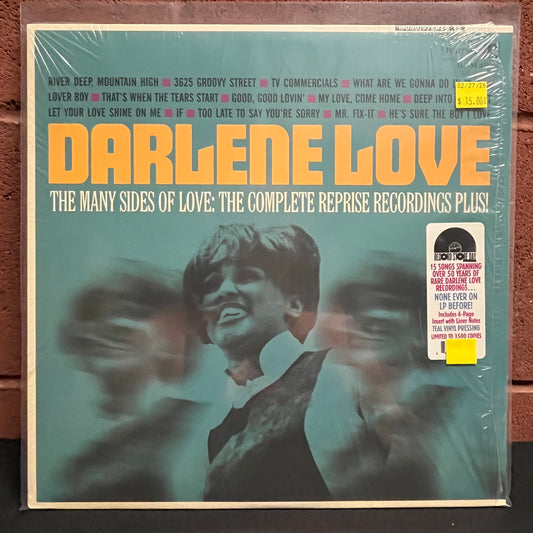 RIVER DEEP, MOUNTAIN HIGH ■ 3625 GROOVY STREET ■ TV COMMERCIALS ■ WHAT ARE WE GONNA DO IN
LOVER BOY ■ THAT'S WHEN THE TEARS START ■ GOOD, GOOD LOVIN' ■ MY LOVE, COME HOME ■ DEEP INTO
LET YOUR LOVE SHINE ON ME ■ IF ■ TOO LATE TO SAY YOU'RE SORRY ■ MR. FIX-IT ■ HE'S SURE THE BOY I LOVE
02/27/26
$ 35.00
DARLENE LOVE
THE MANY SIDES OF LOVE: THE COMPLETE REPRISE RECORDINGS PLUS!
15 SONGS SPANNING
OVER 50 YEARS OF
RARE DARLENE LOVE
RECORDINGS...
NONE EVER ON
LP BEFORE!
Includes 4-Page
Insert with Liner Notes
TEAL VINYL PRESSING
LIMITED TO 3500 COPIES